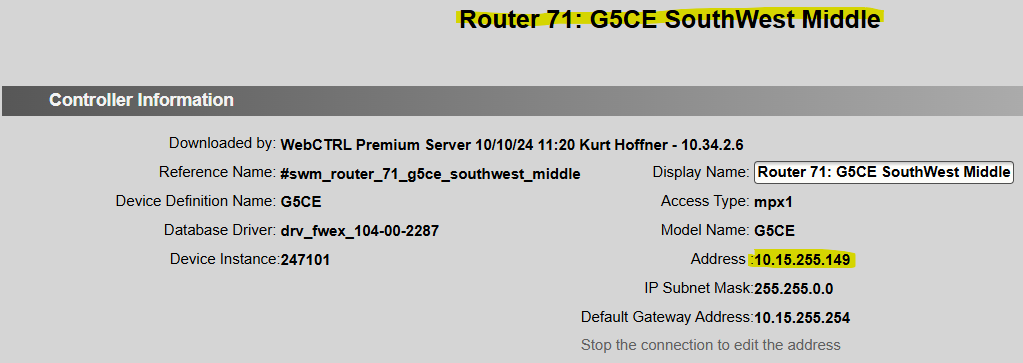 Router 71: G5CE SouthWest Middle
Controller Information
Downloaded by: WebCTRL Premium Server 10/10/24 11:20 Kurt Hoffner - 10.34.2.6
Reference Name: #swm_router_71_g5ce_southwest_middle
Display Name: Router 71: G5CE SouthWest Middle
Device Definition Name: G5CE
Access Type: mpx1
Database Driver: drv_fwex_104-00-2287
Model Name: G5CE
Device Instance:247101
Address :10.15.255.149
IP Subnet Mask:255.255.0.0
Default Gateway Address:10.15.255.254
Stop the connection to edit the address